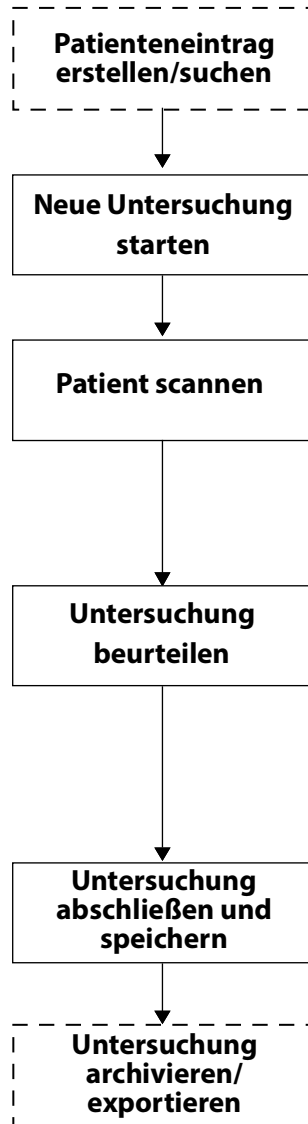 Patienteneintrag
erstellen/suchen
Neue Untersuchung
starten
Patient scannen
Untersuchung
beurteilen
Untersuchung
abschließen und
speichern
Untersuchung
archivieren/
exportieren